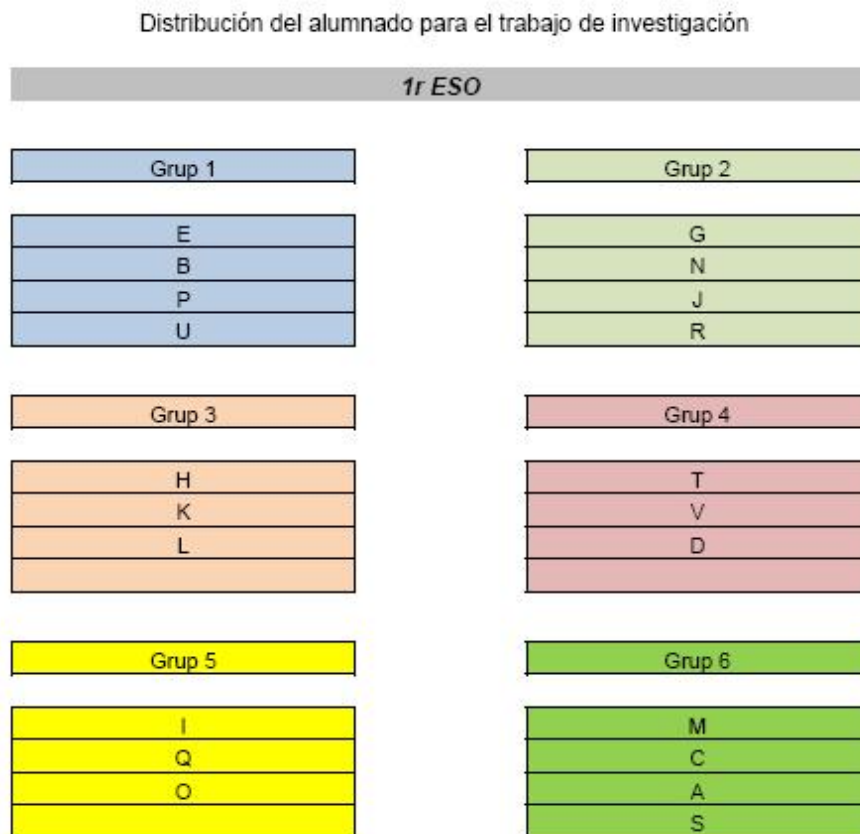 Distribución del alumnado para el trabajo de investigación
1r ESO
Grup 1
E
B
P
U
Grup 2
G
N
J
R
Grup 3
H
K
L
Grup 4
T
V
D
Grup 5
I
Q
O
Grup 6
M
C
A
S